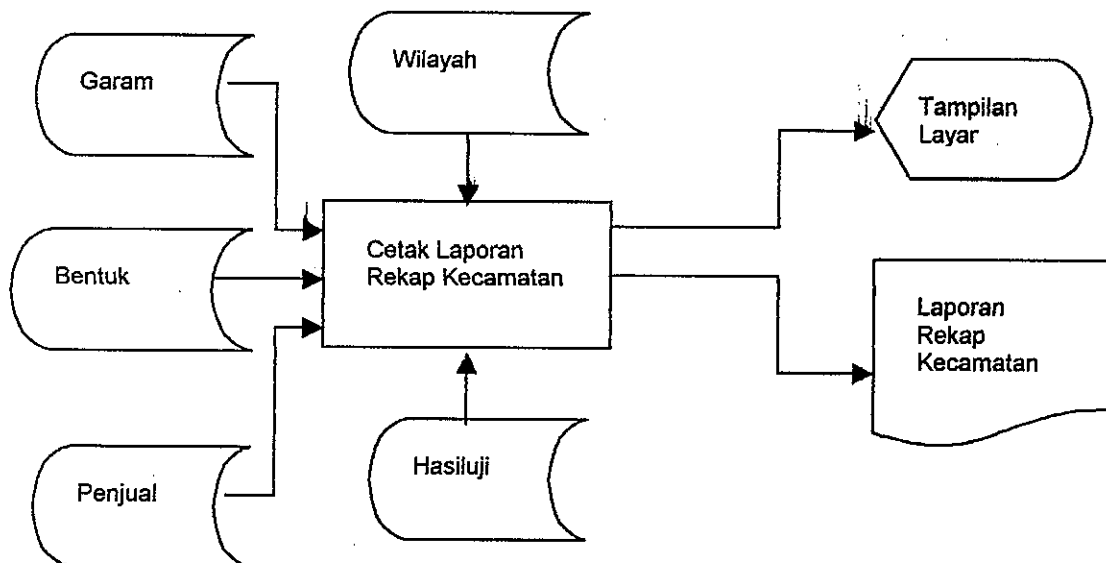 Garam
Wilayah
Tampilan
Layar
Bentuk
Cetak Laporan
Rekap Kecamatan
Laporan
Rekap
Kecamatan
Penjual
Hasiluji